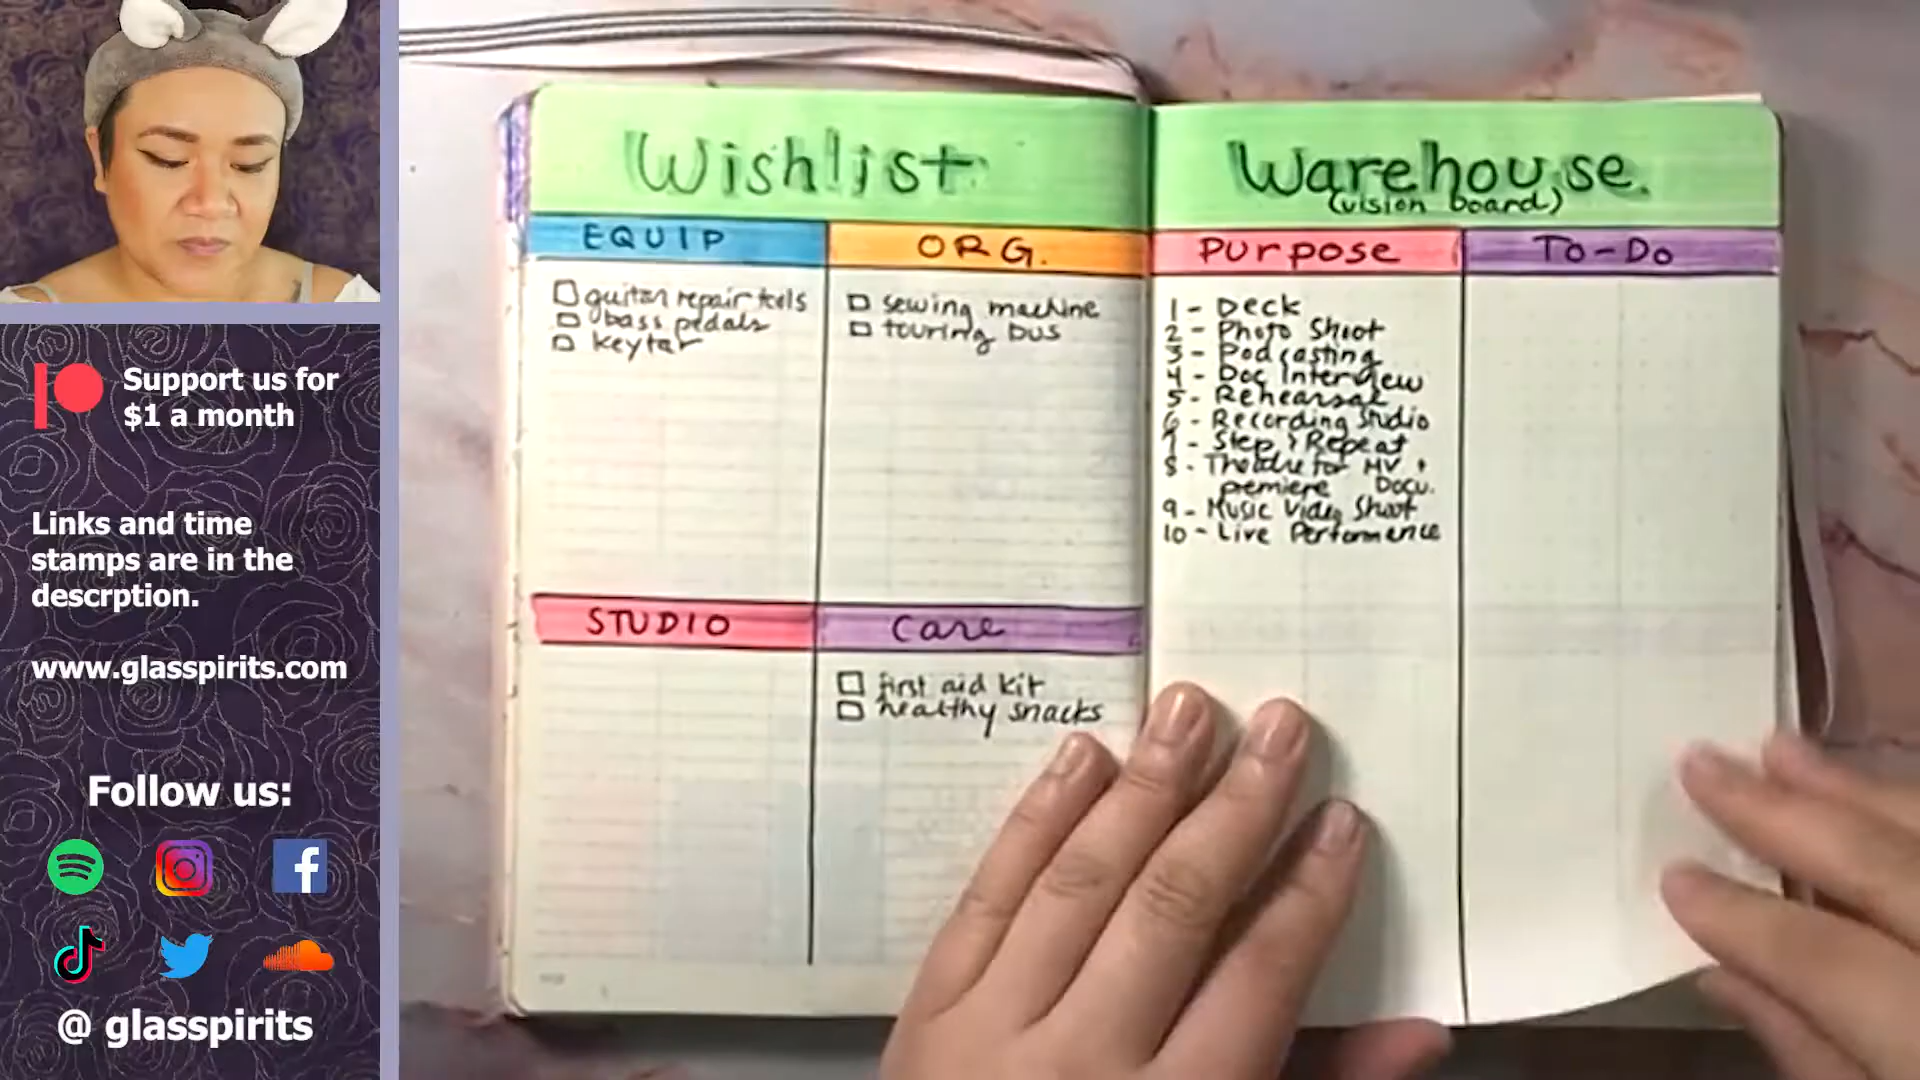 Support us for
$1 a month
Links and time
stamps are in the
descrption.
www.glasspirits.com
Follow us:
@ glasspirits
Wishlist
EQUIP
guitar repair tools
bass pedals
keytar
ORG.
sewing machine
touring bus
STUDIO
Care
first aid kit
healthy snacks
Warehouse.
(vision board)
Purpose
1 - Deck
2 - Photo Shoot
3 - Podcasting
4 - Doc Interview
5 - Rehearsal
6 - Recording Studio
7 - Step & Repeat
8 - Theatre for MV +
premiere Docu.
9 - Music Video Shoot
10 - Live Performence
To-Do